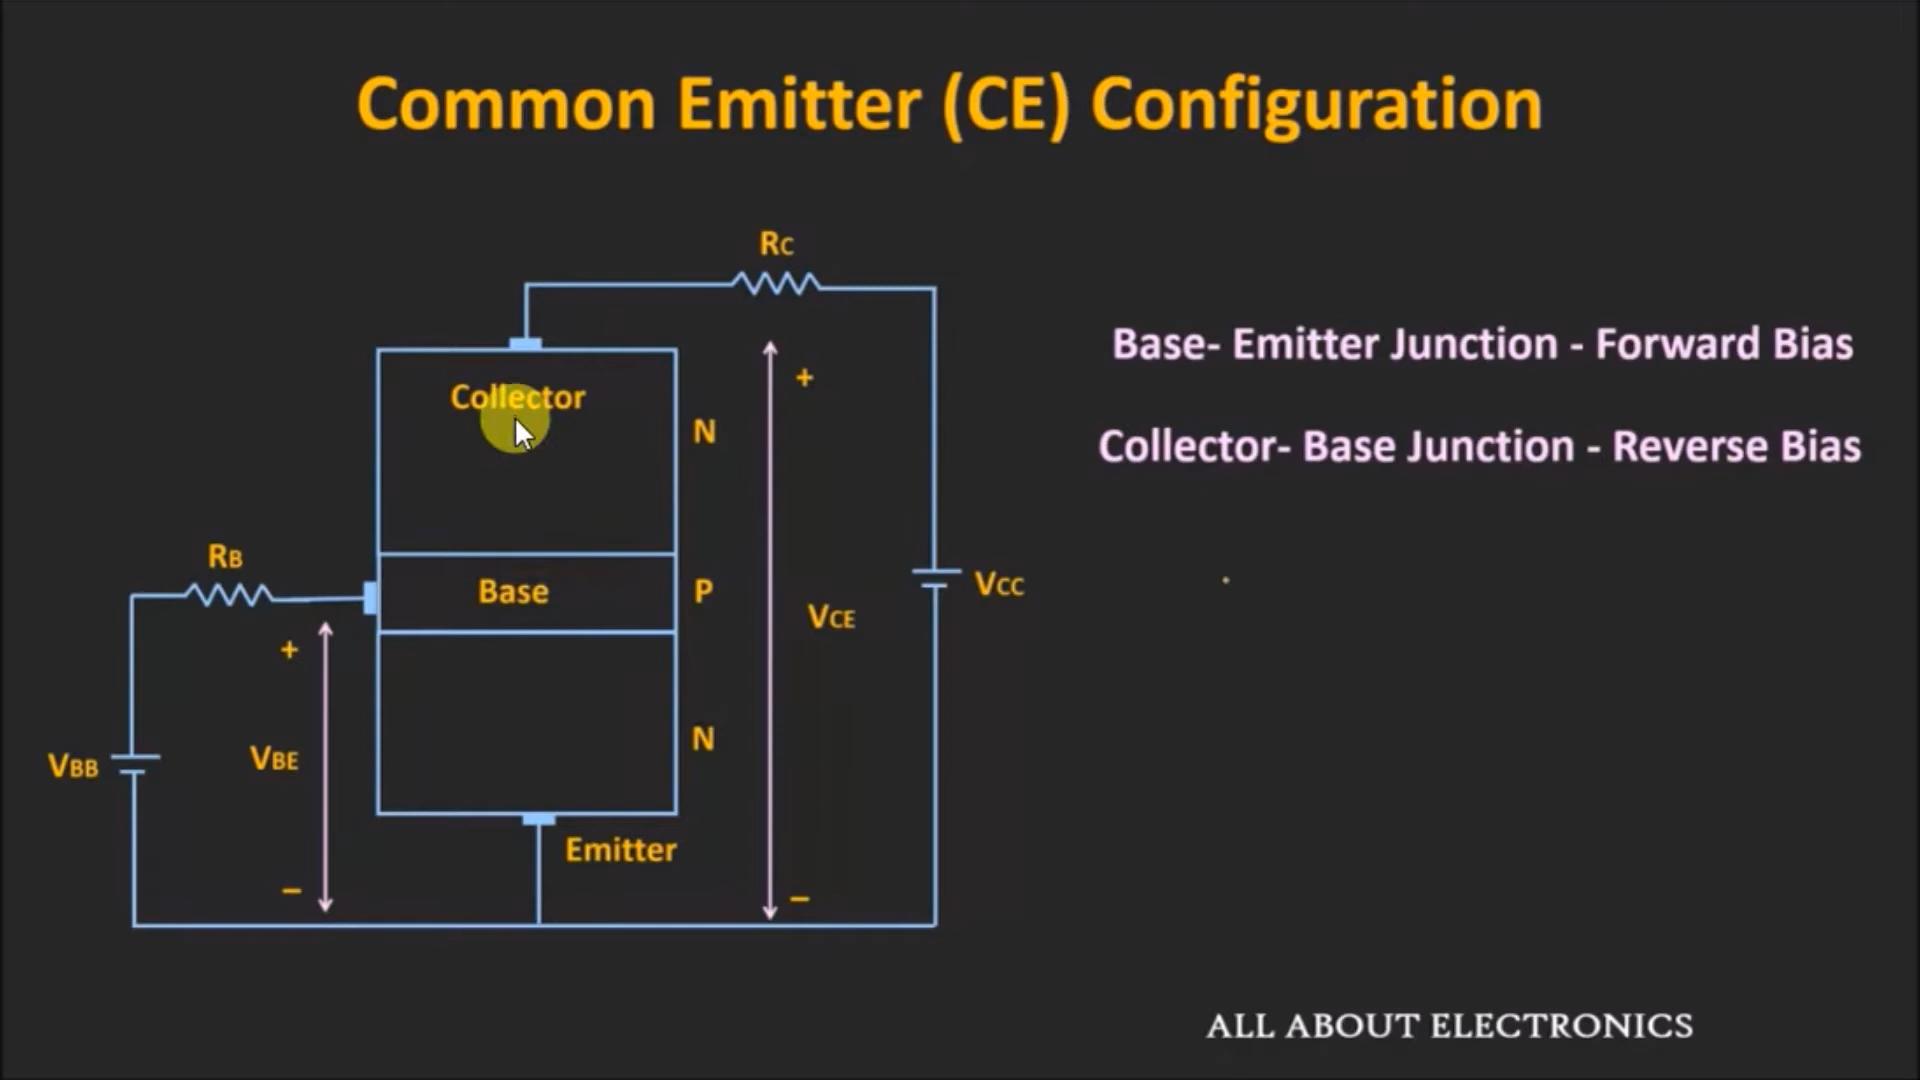 Common Emitter (CE) Configuration
RC
+
Collector
N
Base- Emitter Junction - Forward Bias
Collector- Base Junction - Reverse Bias
RB
Base
P
VCE
VCC
+
VBB
VBE
N
Emitter
–
–
ALL ABOUT ELECTRONICS